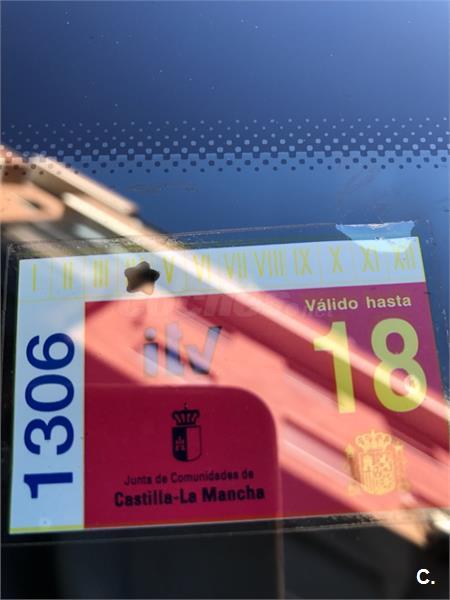 I II III V VI VII VIII IX X XI XII
Válido hasta
18
itv
1306
Junta de Comunidades de
Castilla-La Mancha
C.